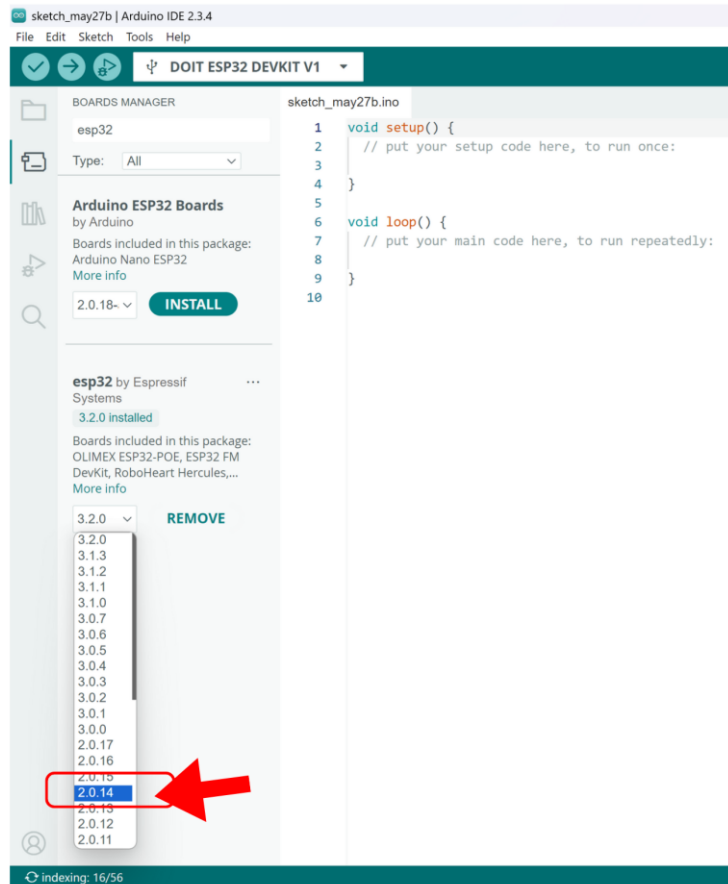 sketch_may27b | Arduino IDE 2.3.4
File Edit Sketch Tools Help
DOIT ESP32 DEVKIT V1
BOARDS MANAGER
esp32
Type: All
Arduino ESP32 Boards
by Arduino
Boards included in this package:
Arduino Nano ESP32
More info
2.0.18-
INSTALL
esp32 by Espressif
Systems
3.2.0 installed
Boards included in this package:
OLIMEX ESP32-POE, ESP32 FM
DevKit, RoboHeart Hercules,...
More info
3.2.0
REMOVE
3.2.0
3.1.3
3.1.2
3.1.1
3.1.0
3.0.7
3.0.6
3.0.5
3.0.4
3.0.3
3.0.2
3.0.1
3.0.0
2.0.17
2.0.16
2.0.15
2.0.14
2.0.13
2.0.12
2.0.11
sketch_may27b.ino
1 void setup() {
2 // put your setup code here, to run once:
3
4 }
5
6 void loop() {
7 // put your main code here, to run repeatedly:
8
9 }
10
indexing: 16/56